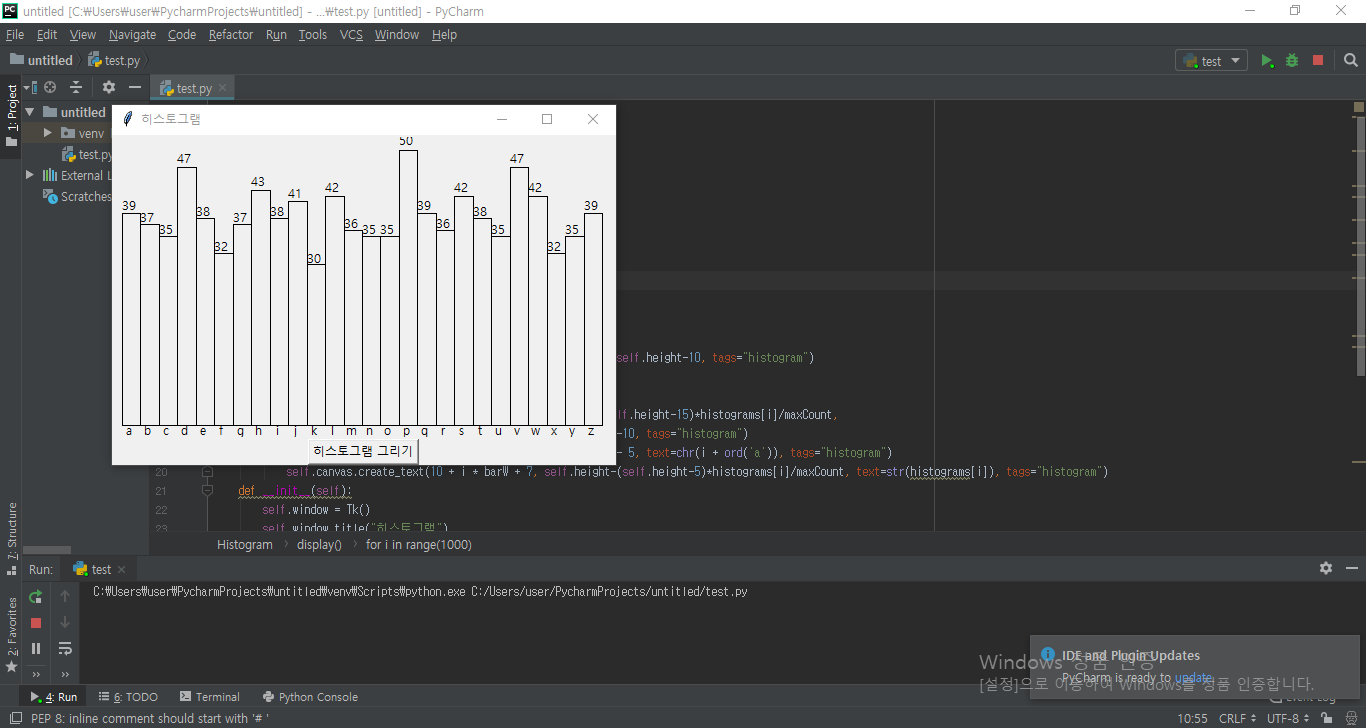 untitled [C:₩Users₩user₩PycharmProjects₩untitled] - ...₩test.py [untitled] - PyCharm
File Edit View Navigate Code Refactor Run Tools VCS Window Help
untitled test.py test
1: Project test.py
untitled
venv
test.py
External L
Scratches
히스토그램
50
47 47
43
42 42 42
41
39 39 39
38 38 38
37 37
36 36
35 35 35 35 35
32 32
30
a b c d e f g h i j k l m n o p q r s t u v w x y z
히스토그램 그리기
self.height-10, tags="histogram")
lf.height-15)*histograms[i]/maxCount,
-10, tags="histogram")
- 5, text=chr(i + ord('a')), tags="histogram")
20 self.canvas.create_text(10 + i * barW + 7, self.height-(self.height-5)*histograms[i]/maxCount, text=str(histograms[i]), tags="histogram")
21 def __init__(self):
22 self.window = Tk()
23 self.window.title("히스토그램")
Histogram display() for i in range(1000)
7: Structure
2: Favorites
Run: test
C:₩Users₩user₩PycharmProjects₩untitled₩venv₩Scripts₩python.exe C:/Users/user/PycharmProjects/untitled/test.py
IDE and Plugin Updates
PyCharm is ready to update.
Windows 정품 인증
[설정]으로 이동하여 Windows를 정품 인증합니다.
4: Run 6: TODO Terminal Python Console Event Log
PEP 8: inline comment should start with '# ' 10:55 CRLF UTF-8